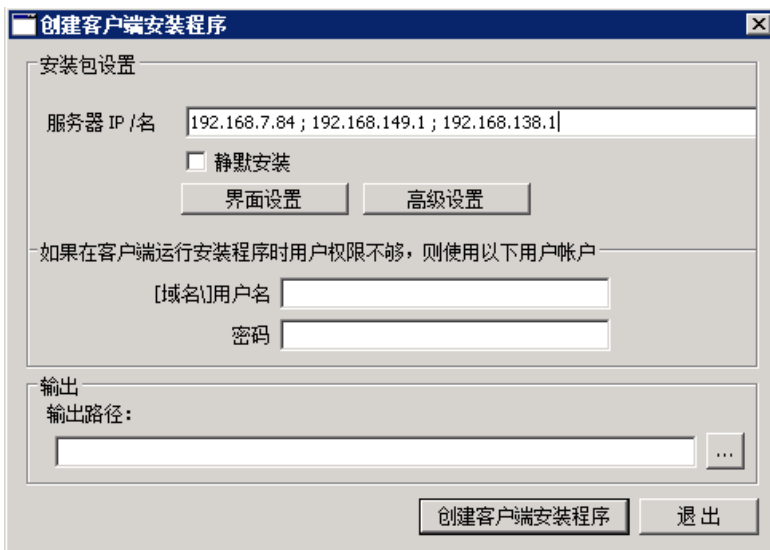 创建客户端安装程序
安装包设置
服务器 IP /名
192.168.7.84 ; 192.168.149.1 ; 192.168.138.1
静默安装
界面设置
高级设置
如果在客户端运行安装程序时用户权限不够，则使用以下用户帐户
[域名\]用户名
密码
输出
输出路径：
...
创建客户端安装程序
退出